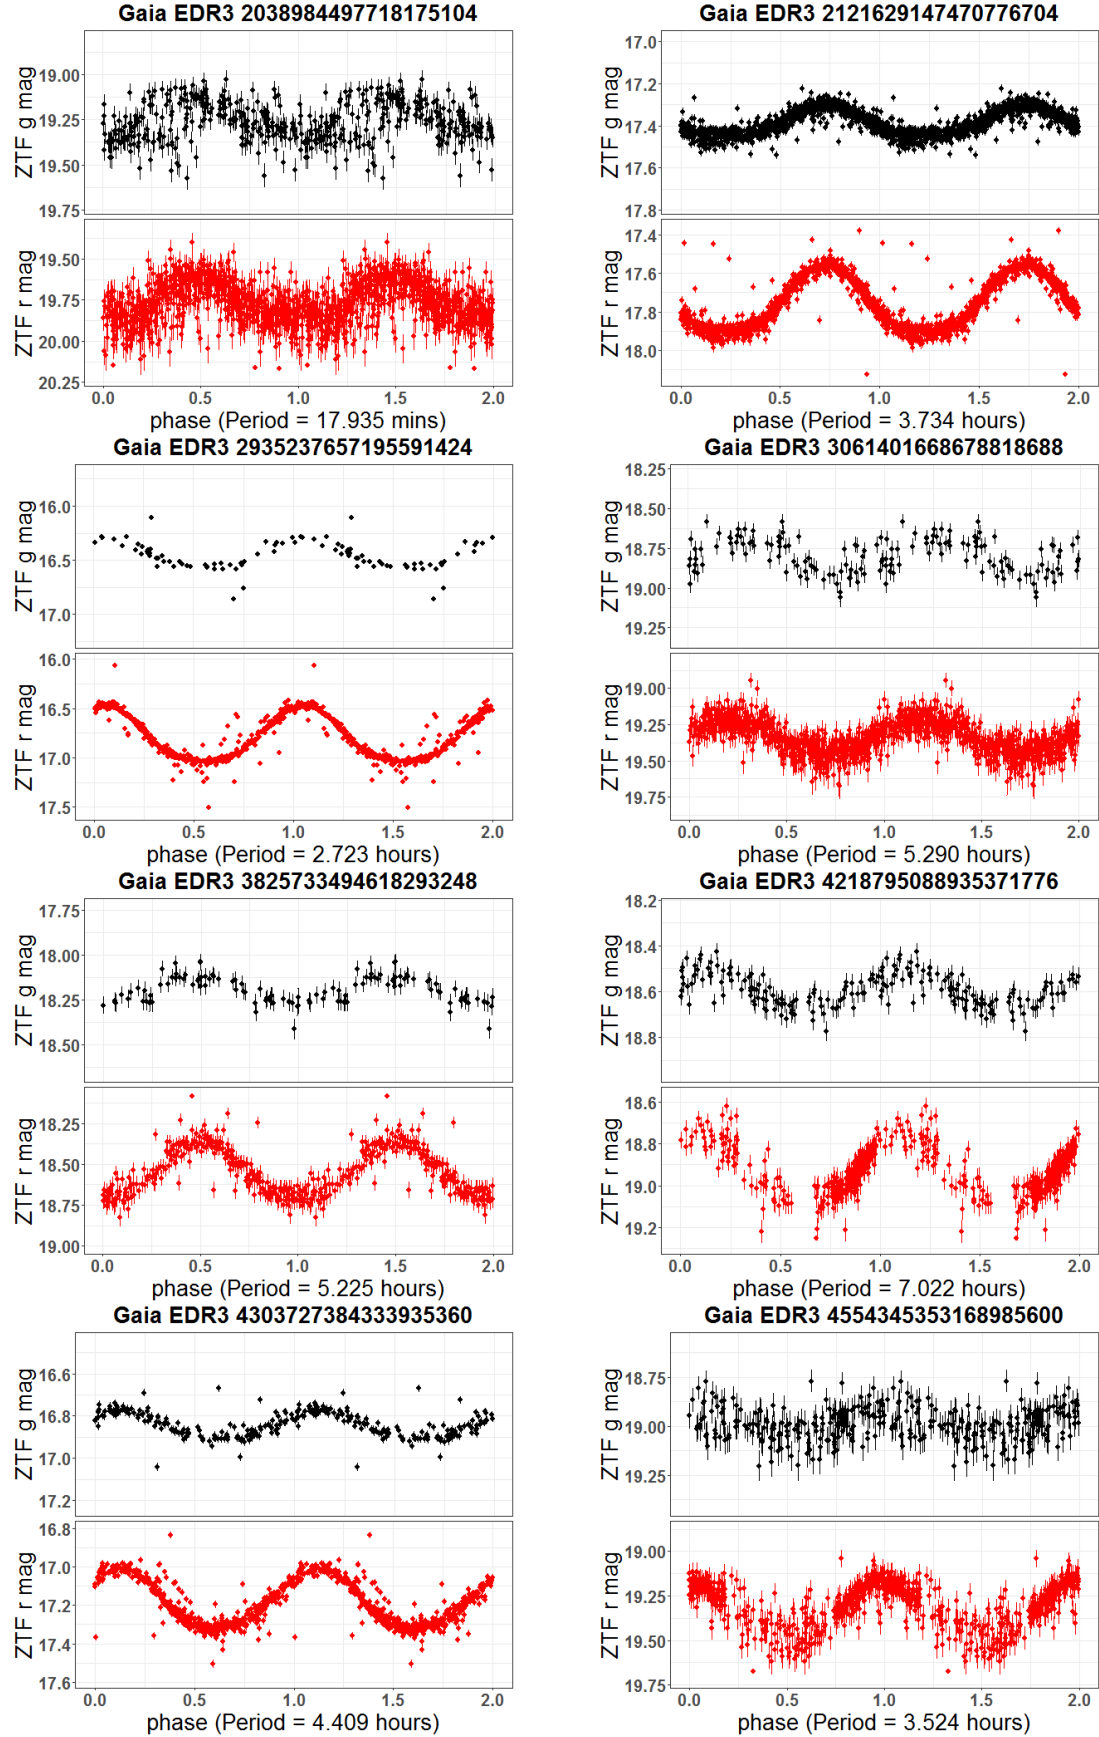 Gaia EDR3 2038984497718175104
ZTF g mag
19.00
19.25
19.50
19.75
ZTF r mag
19.50
19.75
20.00
20.25
0.0 0.5 1.0 1.5 2.0
phase (Period = 17.935 mins)
Gaia EDR3 2121629147470776704
ZTF g mag
17.0
17.2
17.4
17.6
17.8
ZTF r mag
17.4
17.6
17.8
18.0
0.0 0.5 1.0 1.5 2.0
phase (Period = 3.734 hours)
Gaia EDR3 2935237657195591424
ZTF g mag
16.0
16.5
17.0
ZTF r mag
16.0
16.5
17.0
17.5
0.0 0.5 1.0 1.5 2.0
phase (Period = 2.723 hours)
Gaia EDR3 3061401668678818688
ZTF g mag
18.25
18.50
18.75
19.00
19.25
ZTF r mag
19.00
19.25
19.50
19.75
0.0 0.5 1.0 1.5 2.0
phase (Period = 5.290 hours)
Gaia EDR3 3825733494618293248
ZTF g mag
17.75
18.00
18.25
18.50
ZTF r mag
18.25
18.50
18.75
19.00
0.0 0.5 1.0 1.5 2.0
phase (Period = 5.225 hours)
Gaia EDR3 4218795088935371776
ZTF g mag
18.2
18.4
18.6
18.8
ZTF r mag
18.6
18.8
19.0
19.2
0.0 0.5 1.0 1.5 2.0
phase (Period = 7.022 hours)
Gaia EDR3 4303727384333935360
ZTF g mag
16.6
16.8
17.0
17.2
ZTF r mag
16.8
17.0
17.2
17.4
17.6
0.0 0.5 1.0 1.5 2.0
phase (Period = 4.409 hours)
Gaia EDR3 4554345353168985600
ZTF g mag
18.75
19.00
19.25
ZTF r mag
19.00
19.25
19.50
19.75
0.0 0.5 1.0 1.5 2.0
phase (Period = 3.524 hours)